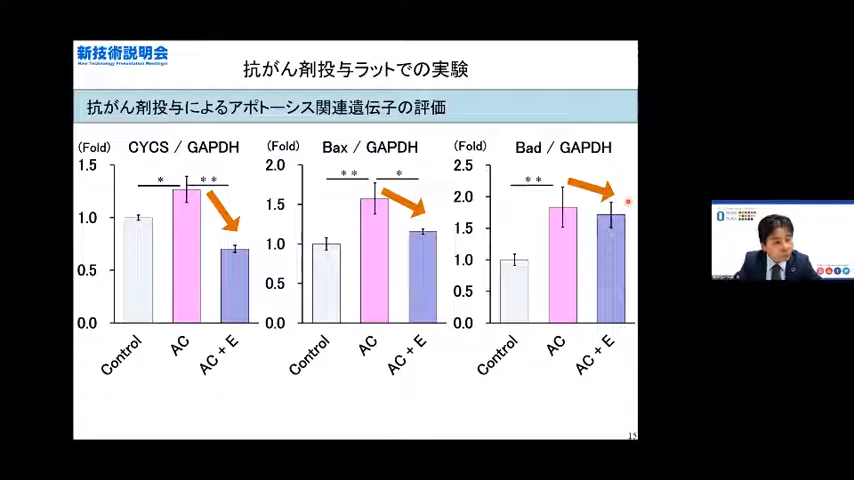 新技術説明会
New Technology Presentation Meetings!
抗がん剤投与ラットでの実験
抗がん剤投与によるアポトーシス関連遺伝子の評価
(Fold) CYCS / GAPDH
1.5
1.0
0.5
0.0
* **
Control AC AC + E
(Fold) Bax / GAPDH
2.0
1.5
1.0
0.5
0.0
** *
Control AC AC + E
(Fold) Bad / GAPDH
2.5
2.0
1.5
1.0
0.5
0.0
**
Control AC AC + E
15